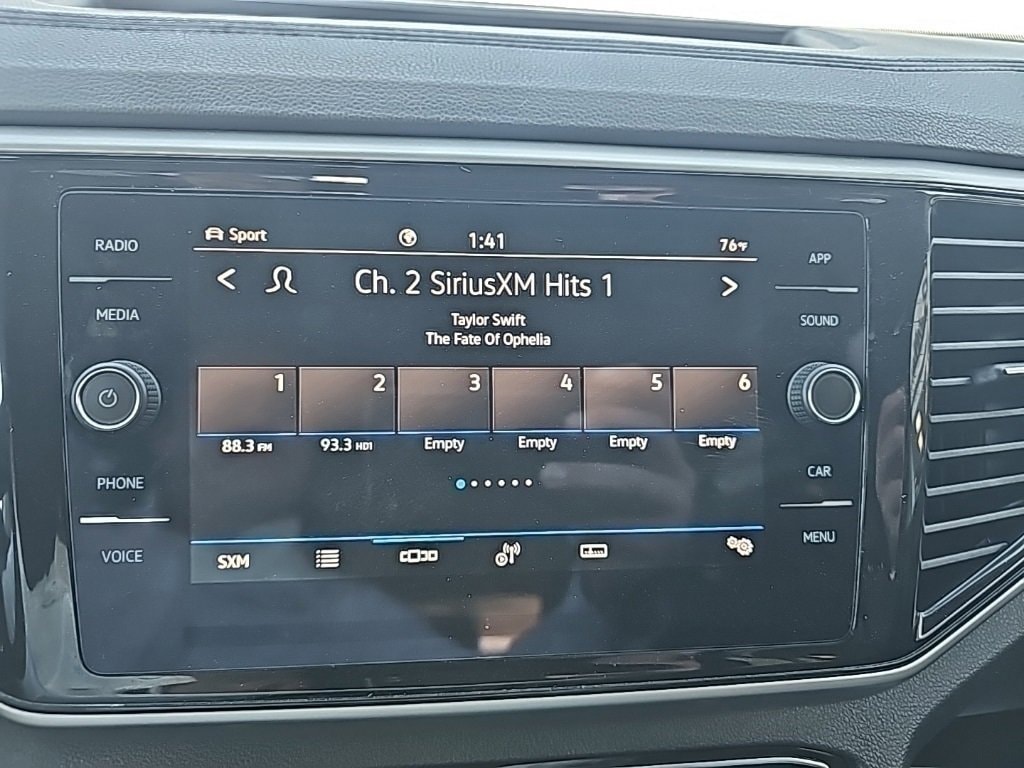 RADIO
MEDIA
PHONE
VOICE
Sport 1:41 76°F
< Ch. 2 SiriusXM Hits 1 >
Taylor Swift
The Fate Of Ophelia
1 2 3 4 5 6
88.3 FM 93.3 HD1 Empty Empty Empty Empty
SXM
APP
SOUND
CAR
MENU